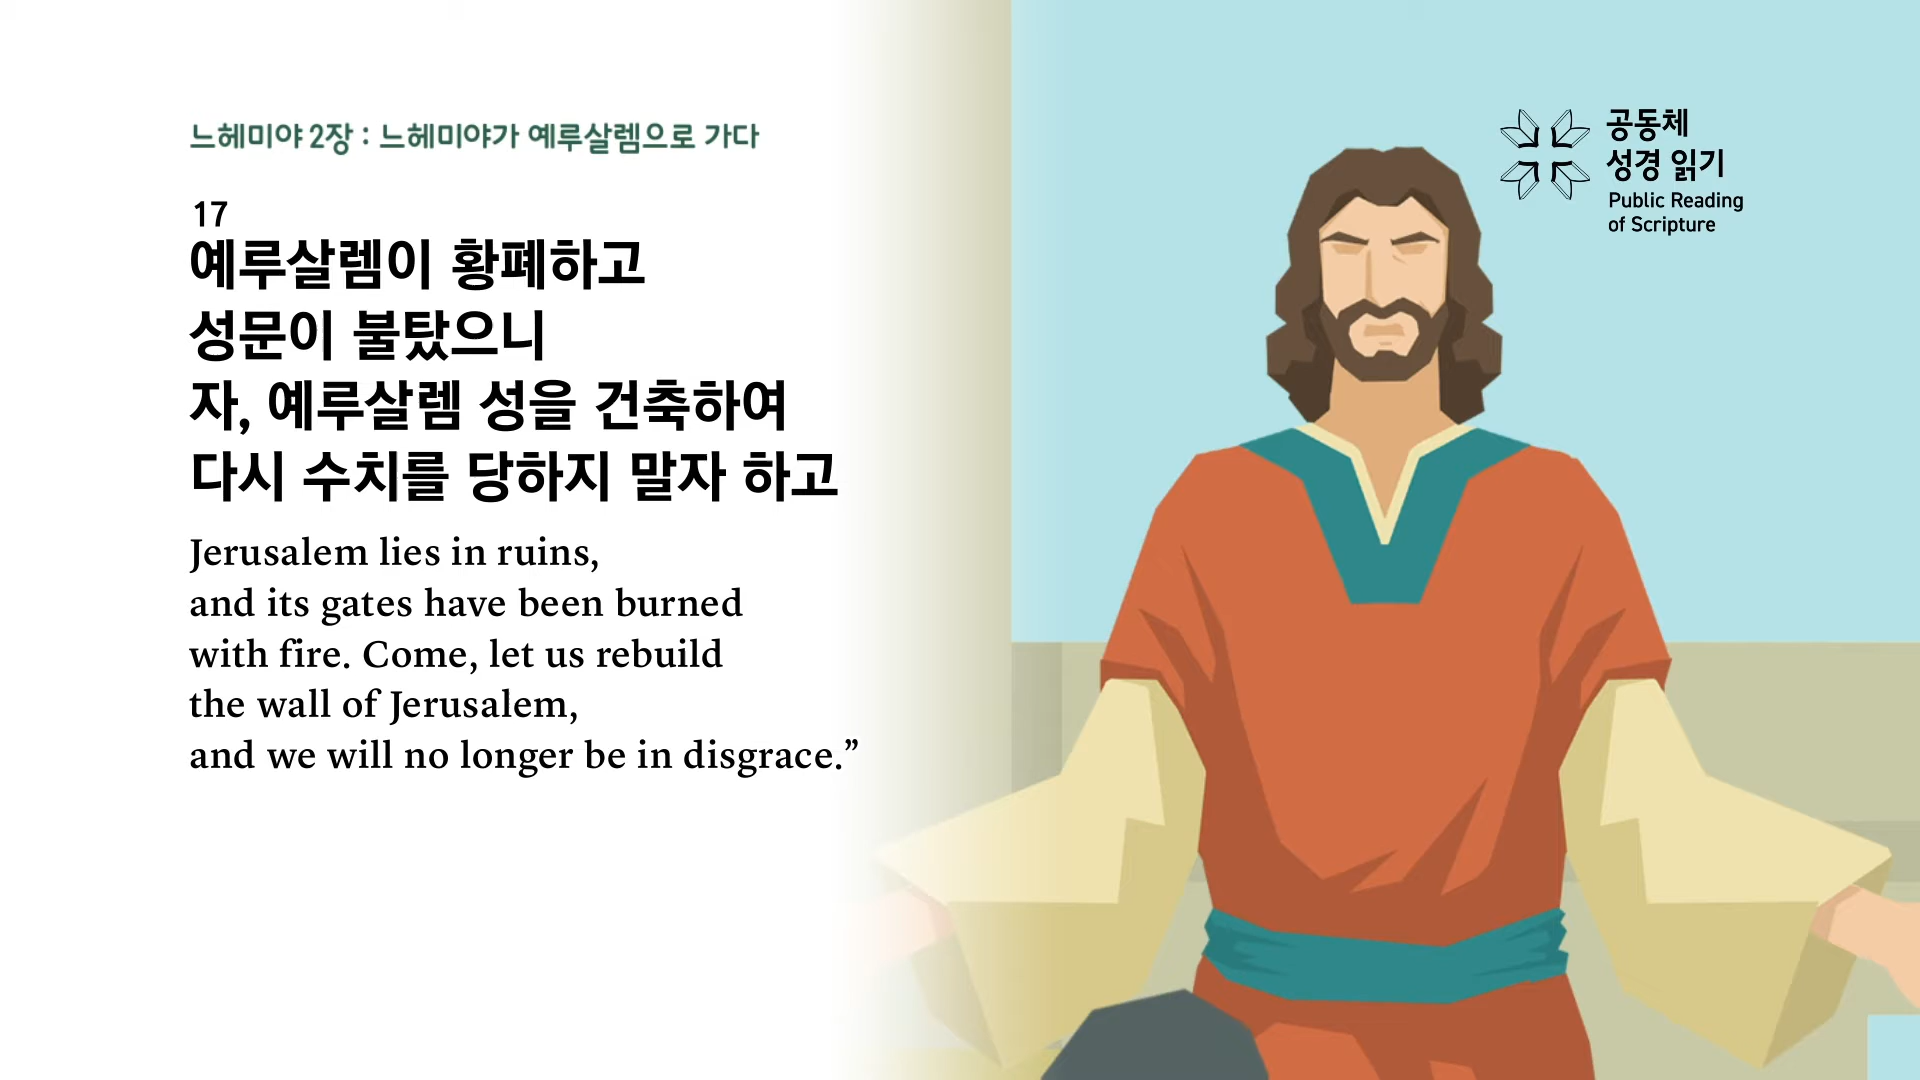 느헤미야 2장 : 느헤미야가 예루살렘으로 가다
17
예루살렘이 황폐하고
성문이 불탔으니
자, 예루살렘 성을 건축하여
다시 수치를 당하지 말자 하고
Jerusalem lies in ruins,
and its gates have been burned
with fire. Come, let us rebuild
the wall of Jerusalem,
and we will no longer be in disgrace.”
공동체
성경 읽기
Public Reading
of Scripture